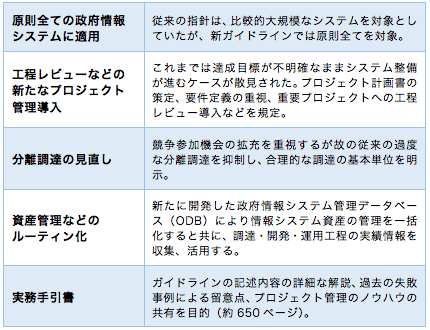 原則全ての政府情報
システムに適用
従来の指針は、比較的大規模なシステムを対象とし
ていたが、新ガイドラインでは原則全てを対象。
工程レビューなどの
新たなプロジェクト
管理導入
これまでは達成目標が不明確なままシステム整備
が進むケースが散見された。プロジェクト計画書の
策定、要件定義の重視、重要プロジェクトへの工程
レビュー導入などを規定。
分離調達の見直し
競争参加機会の拡充を重視するが故の従来の過度
な分離調達を抑制し、合理的な調達の基本単位を明
示。
資産管理などの
ルーティン化
新たに開発した政府情報システム管理データベー
ス（ODB）により情報システム資産の管理を一括
化すると共に、調達・開発・運用工程の実績情報を
収集、活用する。
実務手引書
ガイドラインの記述内容の詳細な解説、過去の失敗
事例による留意点、プロジェクト管理のノウハウの
共有を目的（約 650 ページ）。